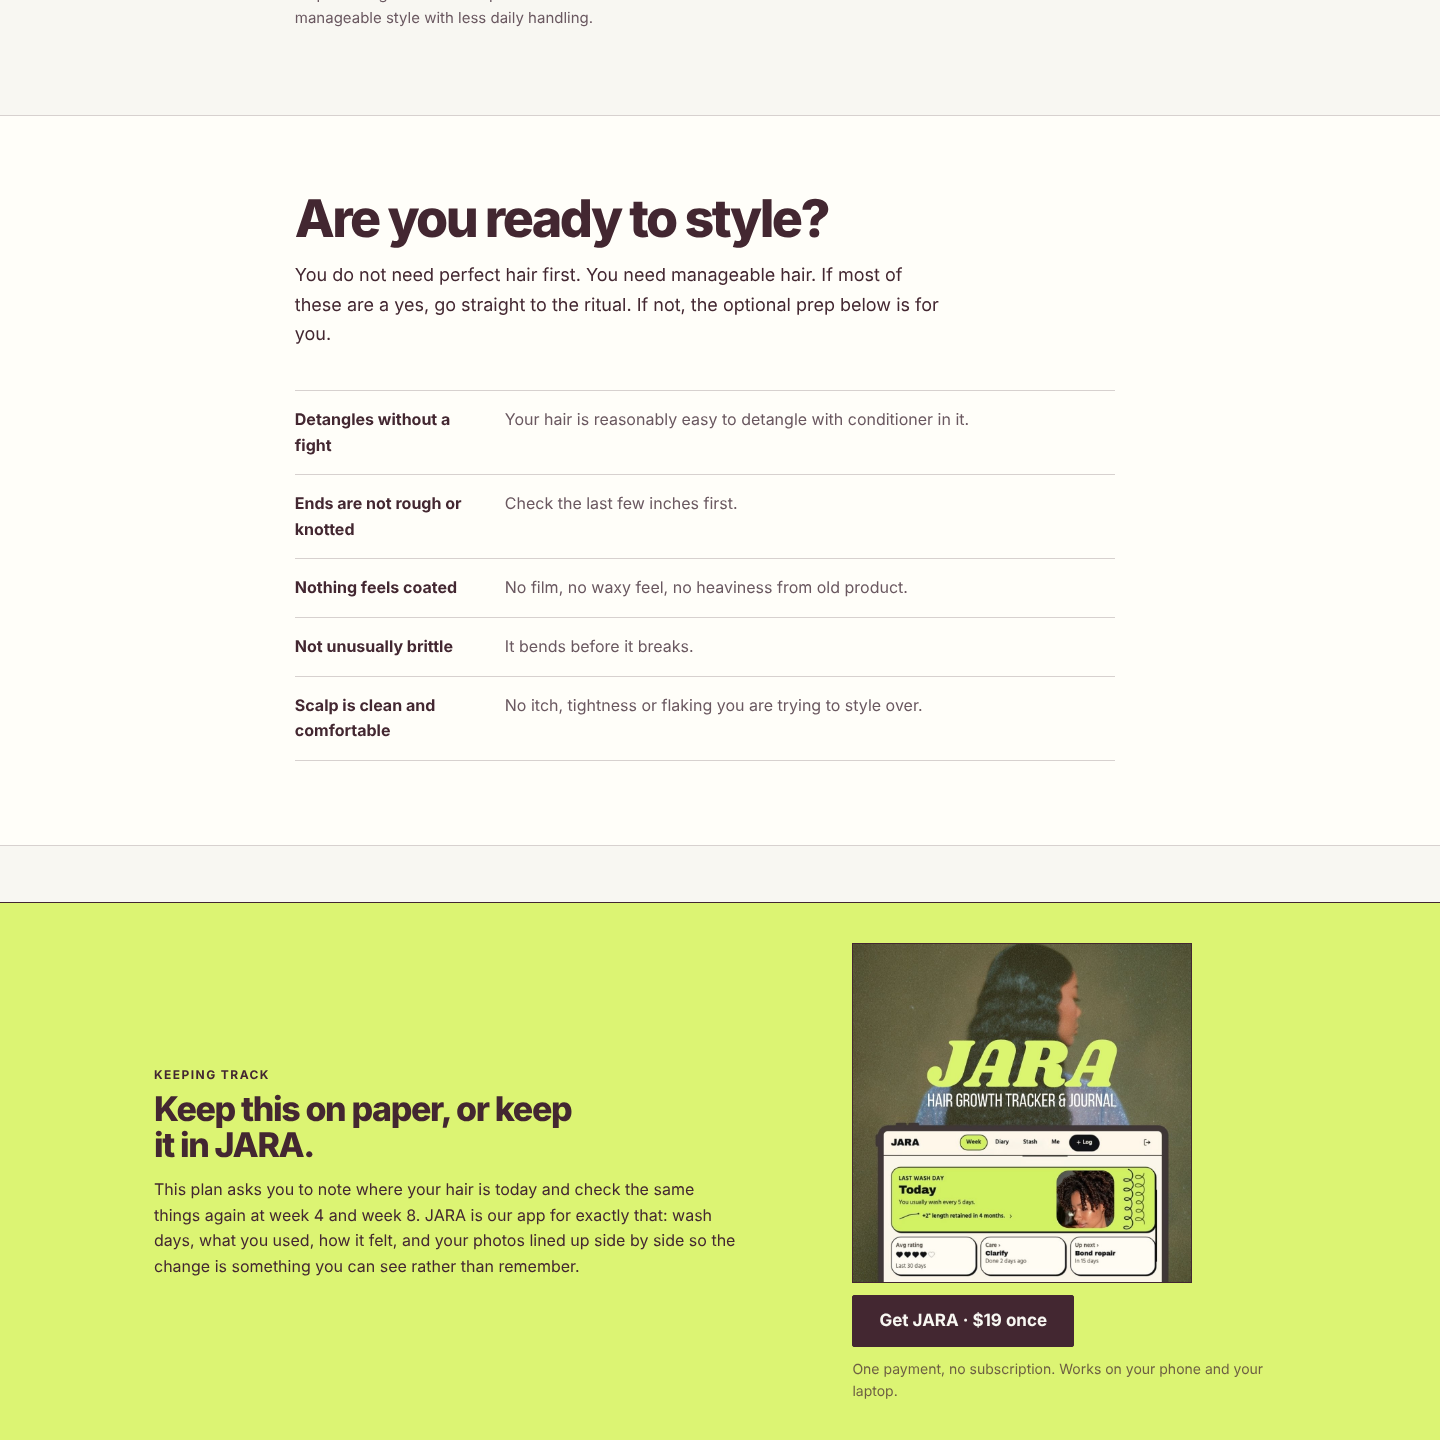 manageable style with less daily handling.
Are you ready to style?
You do not need perfect hair first. You need manageable hair. If most of
these are a yes, go straight to the ritual. If not, the optional prep below is for
you.
Detangles without a
fight
Your hair is reasonably easy to detangle with conditioner in it.
Ends are not rough or
knotted
Check the last few inches first.
Nothing feels coated
No film, no waxy feel, no heaviness from old product.
Not unusually brittle
It bends before it breaks.
Scalp is clean and
comfortable
No itch, tightness or flaking you are trying to style over.
KEEPING TRACK
Keep this on paper, or keep
it in JARA.
This plan asks you to note where your hair is today and check the same
things again at week 4 and week 8. JARA is our app for exactly that: wash
days, what you used, how it felt, and your photos lined up side by side so the
change is something you can see rather than remember.
JARA
HAIR GROWTH TRACKER & JOURNAL
JARA
Week
Diary
Stash
Me
+ Log
LAST WASH DAY
Today
You usually wash every 5 days.
+2" length retained in 4 months. ›
Avg rating
Last 30 days
Care ›
Clarify
Done 2 days ago
Up next ›
Bond repair
In 15 days
Get JARA · $19 once
One payment, no subscription. Works on your phone and your
laptop.